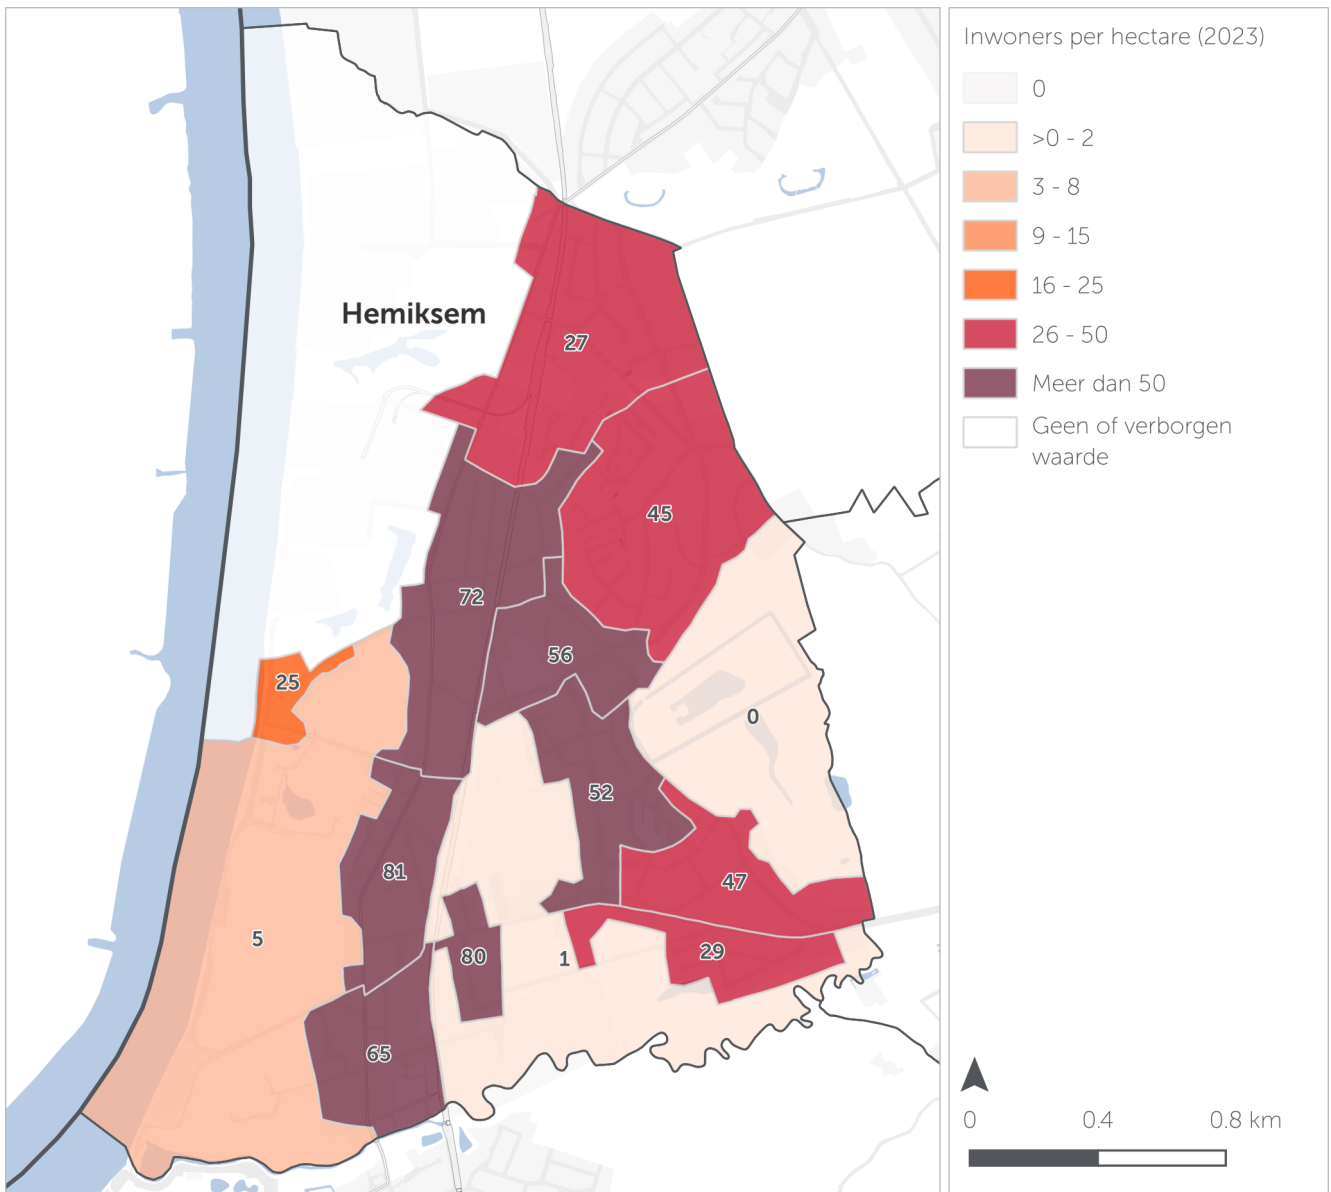 Inwoners per hectare (2023)
0
>0 - 2
3 - 8
9 - 15
16 - 25
26 - 50
Meer dan 50
Geen of verborgen
waarde
Hemiksem
27
45
72
56
25
0
52
81
47
5
80
1
29
65
0 0.4 0.8 km